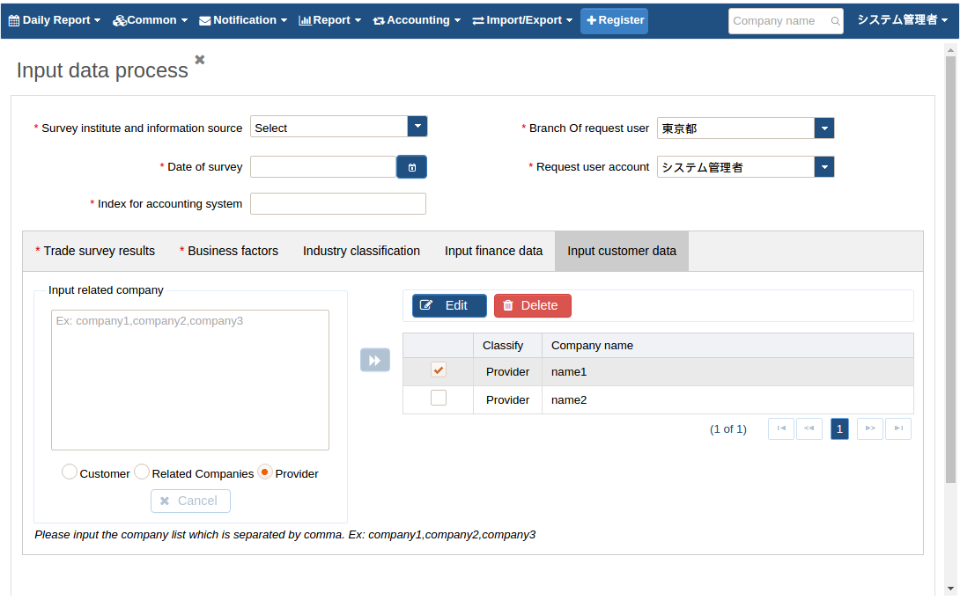 Daily Report Common Notification Report Accounting Import/Export Register Company name システム管理者
Input data process
* Survey institute and information source Select * Branch Of request user 東京都
* Date of survey * Request user account システム管理者
* Index for accounting system
* Trade survey results * Business factors Industry classification Input finance data Input customer data
Input related company
Ex: company1,company2,company3
Edit Delete
Classify Company name
Provider name1
Provider name2
(1 of 1) 1
Customer Related Companies Provider
Cancel
Please input the company list which is separated by comma. Ex: company1,company2,company3